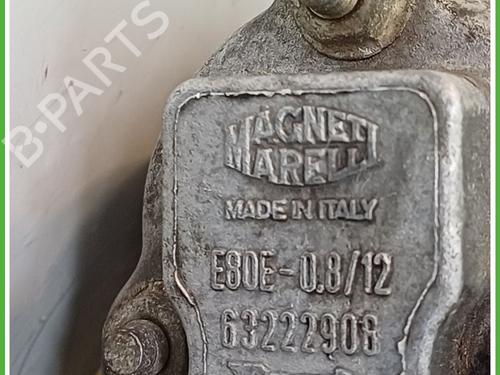 B-PARTS
MAGNETI
MARELLI
MADE IN ITALY
E80E-0.8/12
63222908